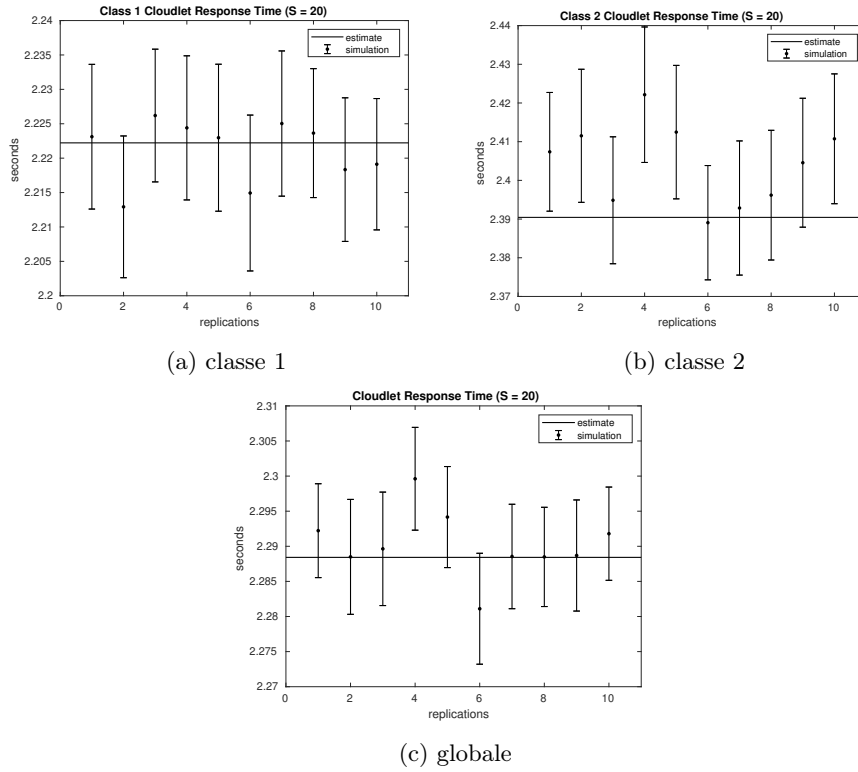 Class 1 Cloudlet Response Time (S = 20)
2.24
2.235
2.23
2.225
2.22
2.215
2.21
2.205
2.2
seconds
0 2 4 6 8 10
replications
estimate
simulation
(a) classe 1
Class 2 Cloudlet Response Time (S = 20)
2.44
2.43
2.42
2.41
2.4
2.39
2.38
2.37
seconds
0 2 4 6 8 10
replications
estimate
simulation
(b) classe 2
Cloudlet Response Time (S = 20)
2.31
2.305
2.3
2.295
2.29
2.285
2.28
2.275
2.27
seconds
0 2 4 6 8 10
replications
estimate
simulation
(c) globale